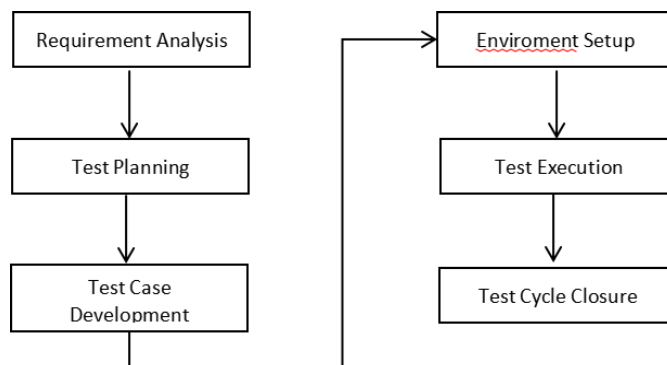 Requirement Analysis
Test Planning
Test Case
Development
Enviroment Setup
Test Execution
Test Cycle Closure